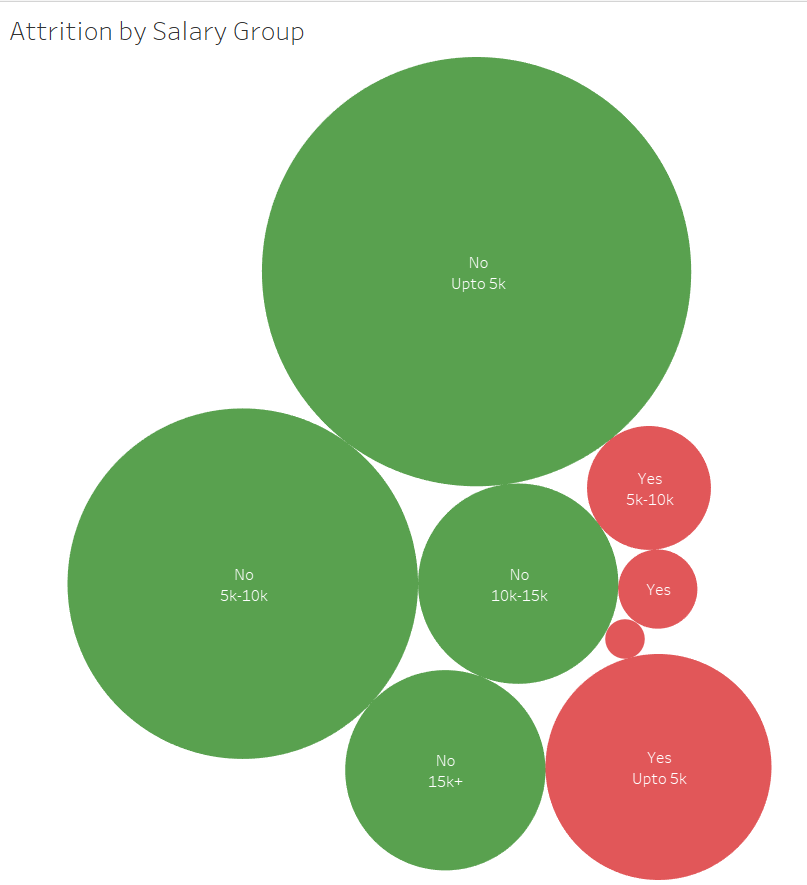 Attrition by Salary Group
No
Upto 5k
Yes
5k-10k
No
5k-10k
No
10k-15k
Yes
No
15k+
Yes
Upto 5k